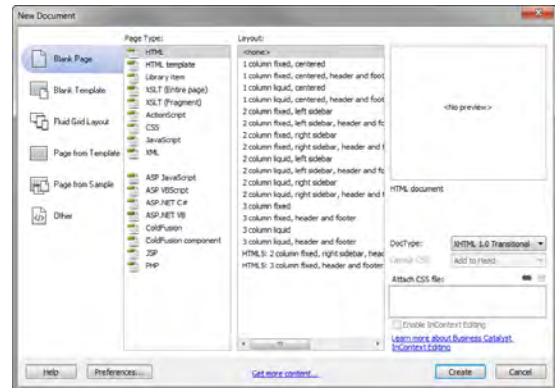 New Document
Page Type:
Layout:
Blank Page
Blank Template
Fluid Grid Layout
Page from Template
Page from Sample
Other
HTML
HTML template
Library item
XSLT (Entire page)
XSLT (Fragment)
ActionScript
CSS
JavaScript
XML
ASP JavaScript
ASP VBScript
ASP.NET C#
ASP.NET VB
ColdFusion
ColdFusion component
JSP
PHP
<none>
1 column fixed, centered
1 column fixed, centered, header and foot
1 column liquid, centered
1 column liquid, centered, header and foot
2 column fixed, left sidebar
2 column fixed, left sidebar, header and fo
2 column fixed, right sidebar
2 column fixed, right sidebar, header and
2 column liquid, left sidebar
2 column liquid, left sidebar, header and fo
2 column liquid, right sidebar
2 column liquid, right sidebar, header and
3 column fixed
3 column fixed, header and footer
3 column liquid
3 column liquid, header and footer
HTML5: 2 column fixed, right sidebar, head
HTML5: 3 column fixed, header and footer
<No preview>
HTML document
DocType:
XHTML 1.0 Transitional
Layout CSS:
Add to Head
Attach CSS file:
Enable InContext Editing
Learn more about Business Catalyst
InContext Editing
Help
Preferences...
Get more content...
Create
Cancel